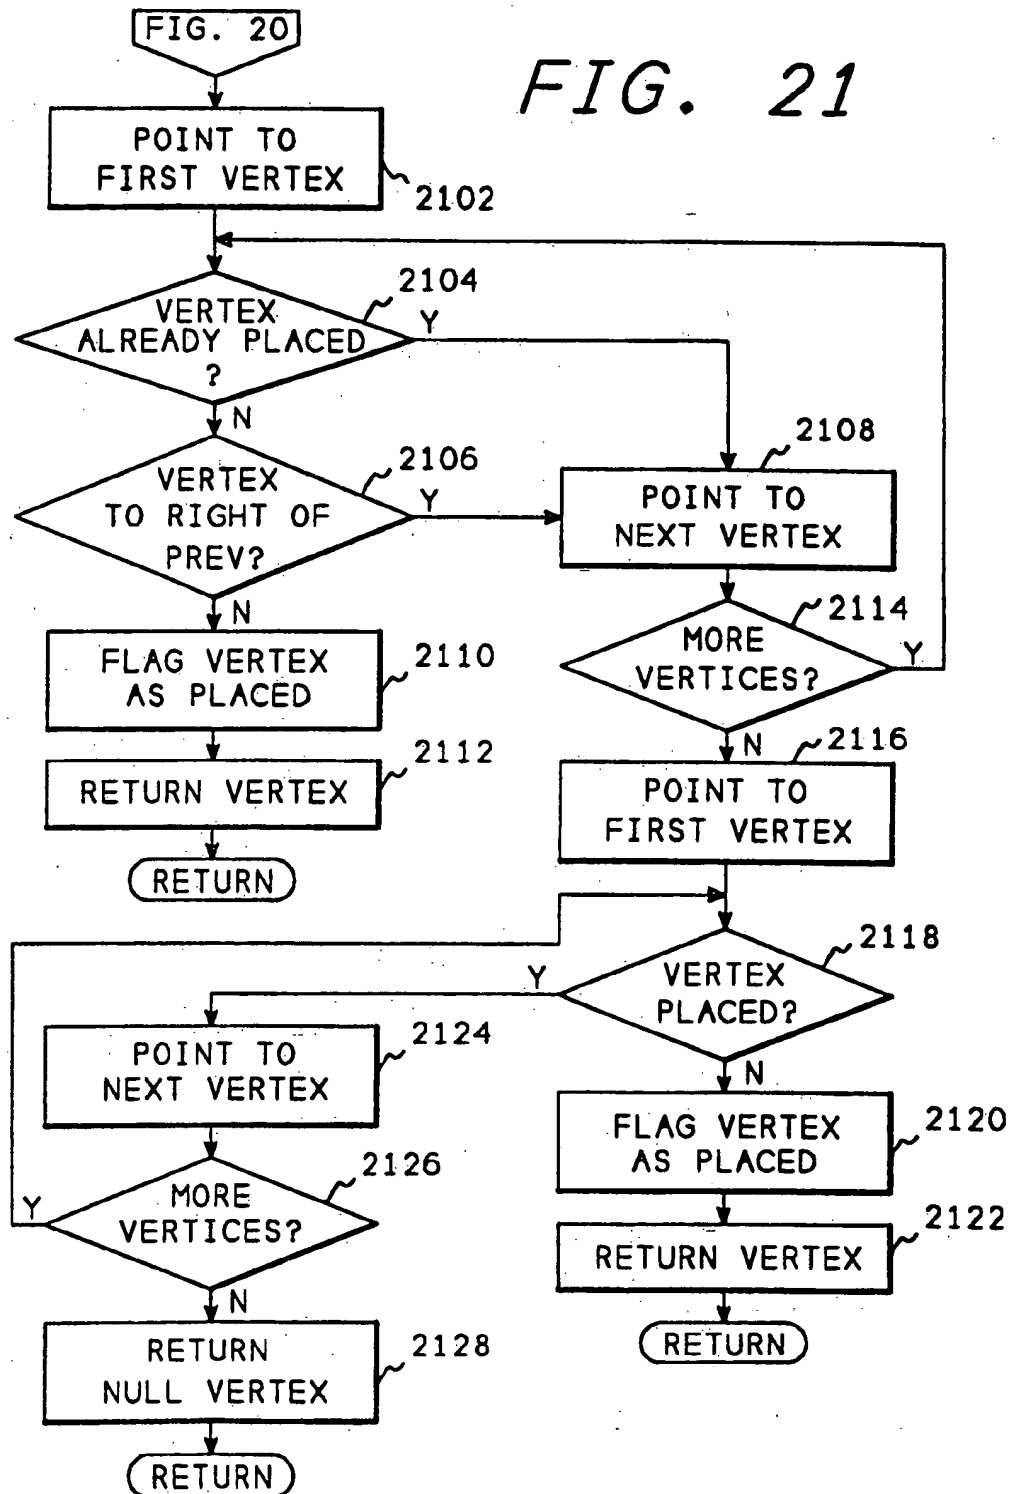 FIG. 20
FIG. 21
POINT TO
FIRST VERTEX
2102
2104
VERTEX
ALREADY PLACED
?
Y
N
2106
VERTEX
TO RIGHT OF
PREV?
Y
N
2108
POINT TO
NEXT VERTEX
FLAG VERTEX
AS PLACED
2110
2112
RETURN VERTEX
RETURN
2114
MORE
VERTICES?
Y
N
2116
POINT TO
FIRST VERTEX
2118
VERTEX
PLACED?
Y
N
FLAG VERTEX
AS PLACED
2120
2122
RETURN VERTEX
RETURN
2124
POINT TO
NEXT VERTEX
2126
MORE
VERTICES?
Y
N
RETURN
NULL VERTEX
2128
RETURN